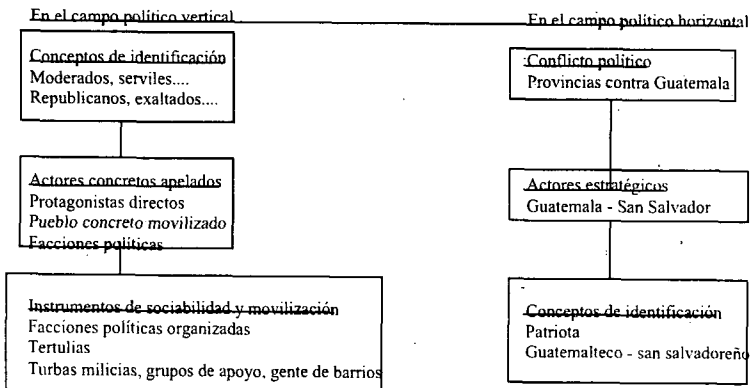 En el campo político vertical
Conceptos de identificación
Moderados, serviles....
Republicanos, exaltados....
Actores concretos apelados
Protagonistas directos
Pueblo concreto movilizado
Facciones políticas
Instrumentos de sociabilidad y movilización
Facciones políticas organizadas
Tertulias
Turbas milicias, grupos de apoyo, gente de barrios
En el campo político horizontal
Conflicto político
Provincias contra Guatemala
Actores estratégicos
Guatemala - San Salvador
Conceptos de identificación
Patriota
Guatemalteco - san salvadoreño